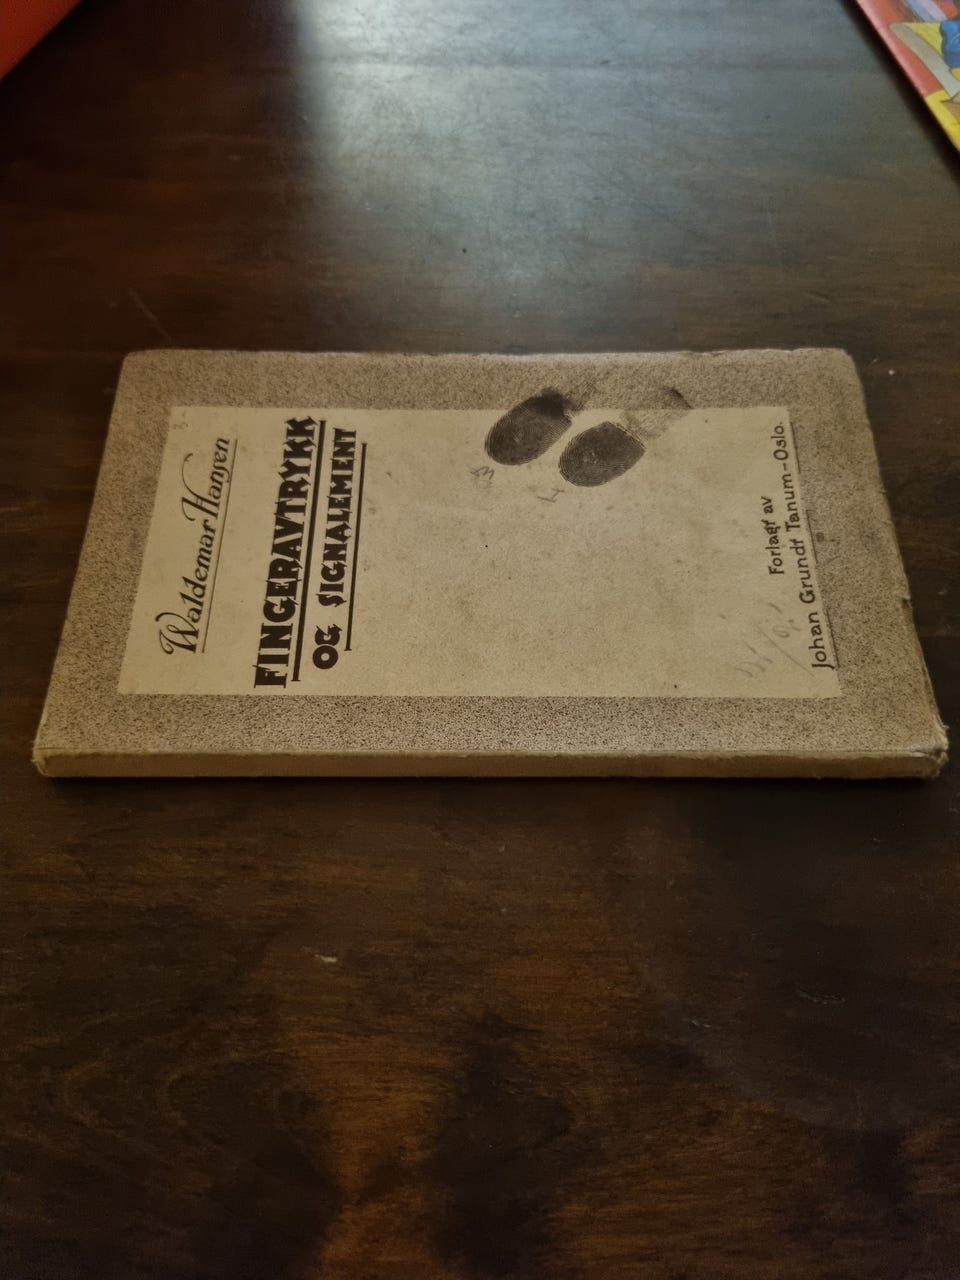 Waldemar Hansen
FINGERAVTRYKK
OG SIGNALEMENT
Forlagt av
Johan Grundt Tanum-Oslo.